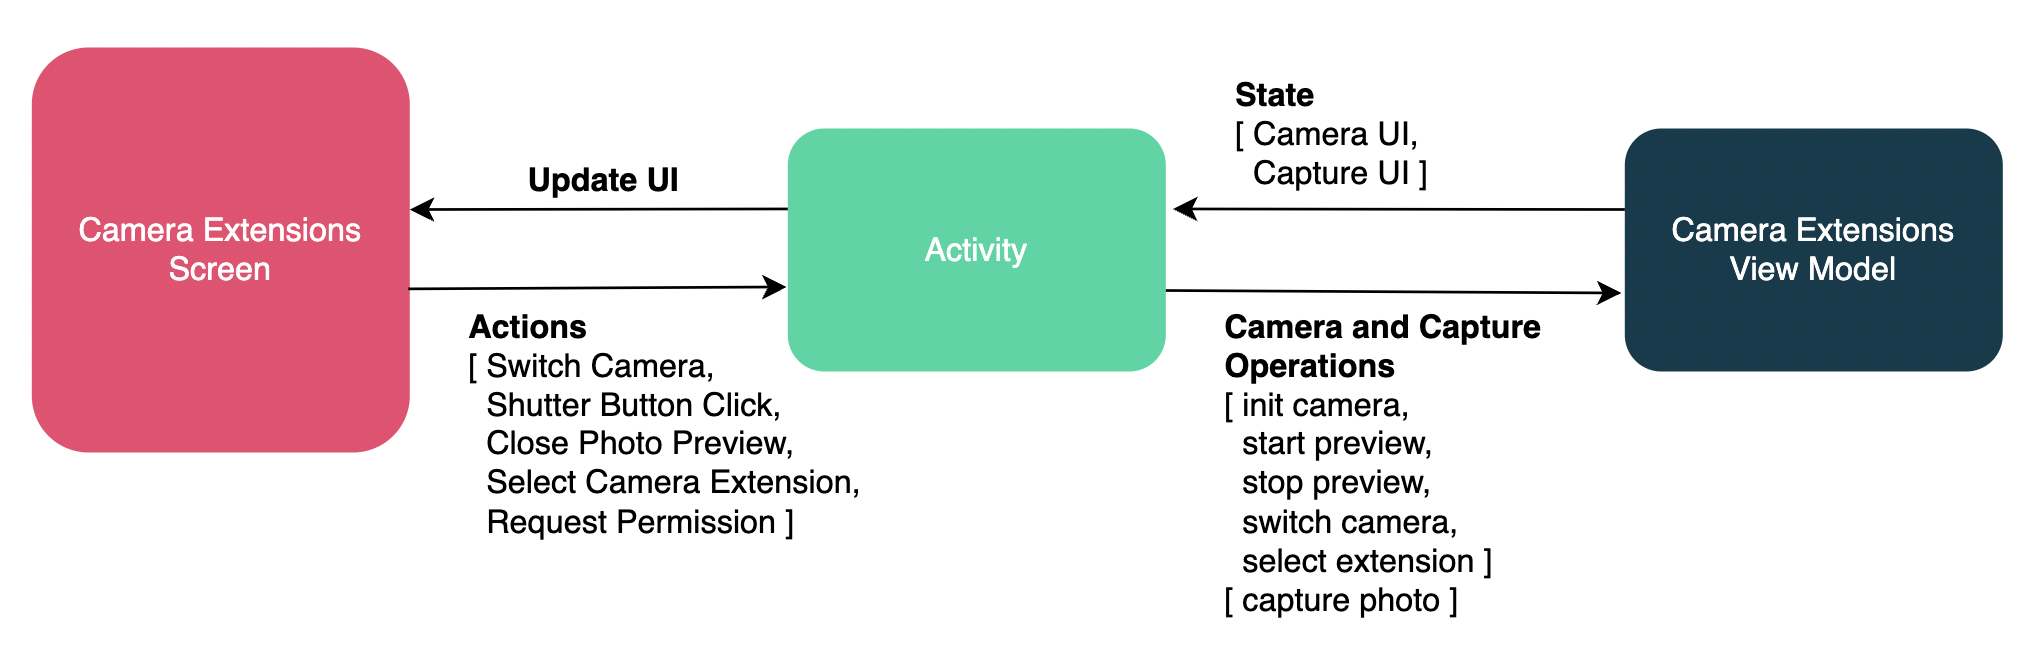 Camera Extensions
Screen
Update UI
Actions
[ Switch Camera,
Shutter Button Click,
Close Photo Preview,
Select Camera Extension,
Request Permission ]
Activity
State
[ Camera UI,
Capture UI ]
Camera and Capture
Operations
[ init camera,
start preview,
stop preview,
switch camera,
select extension ]
[ capture photo ]
Camera Extensions
View Model